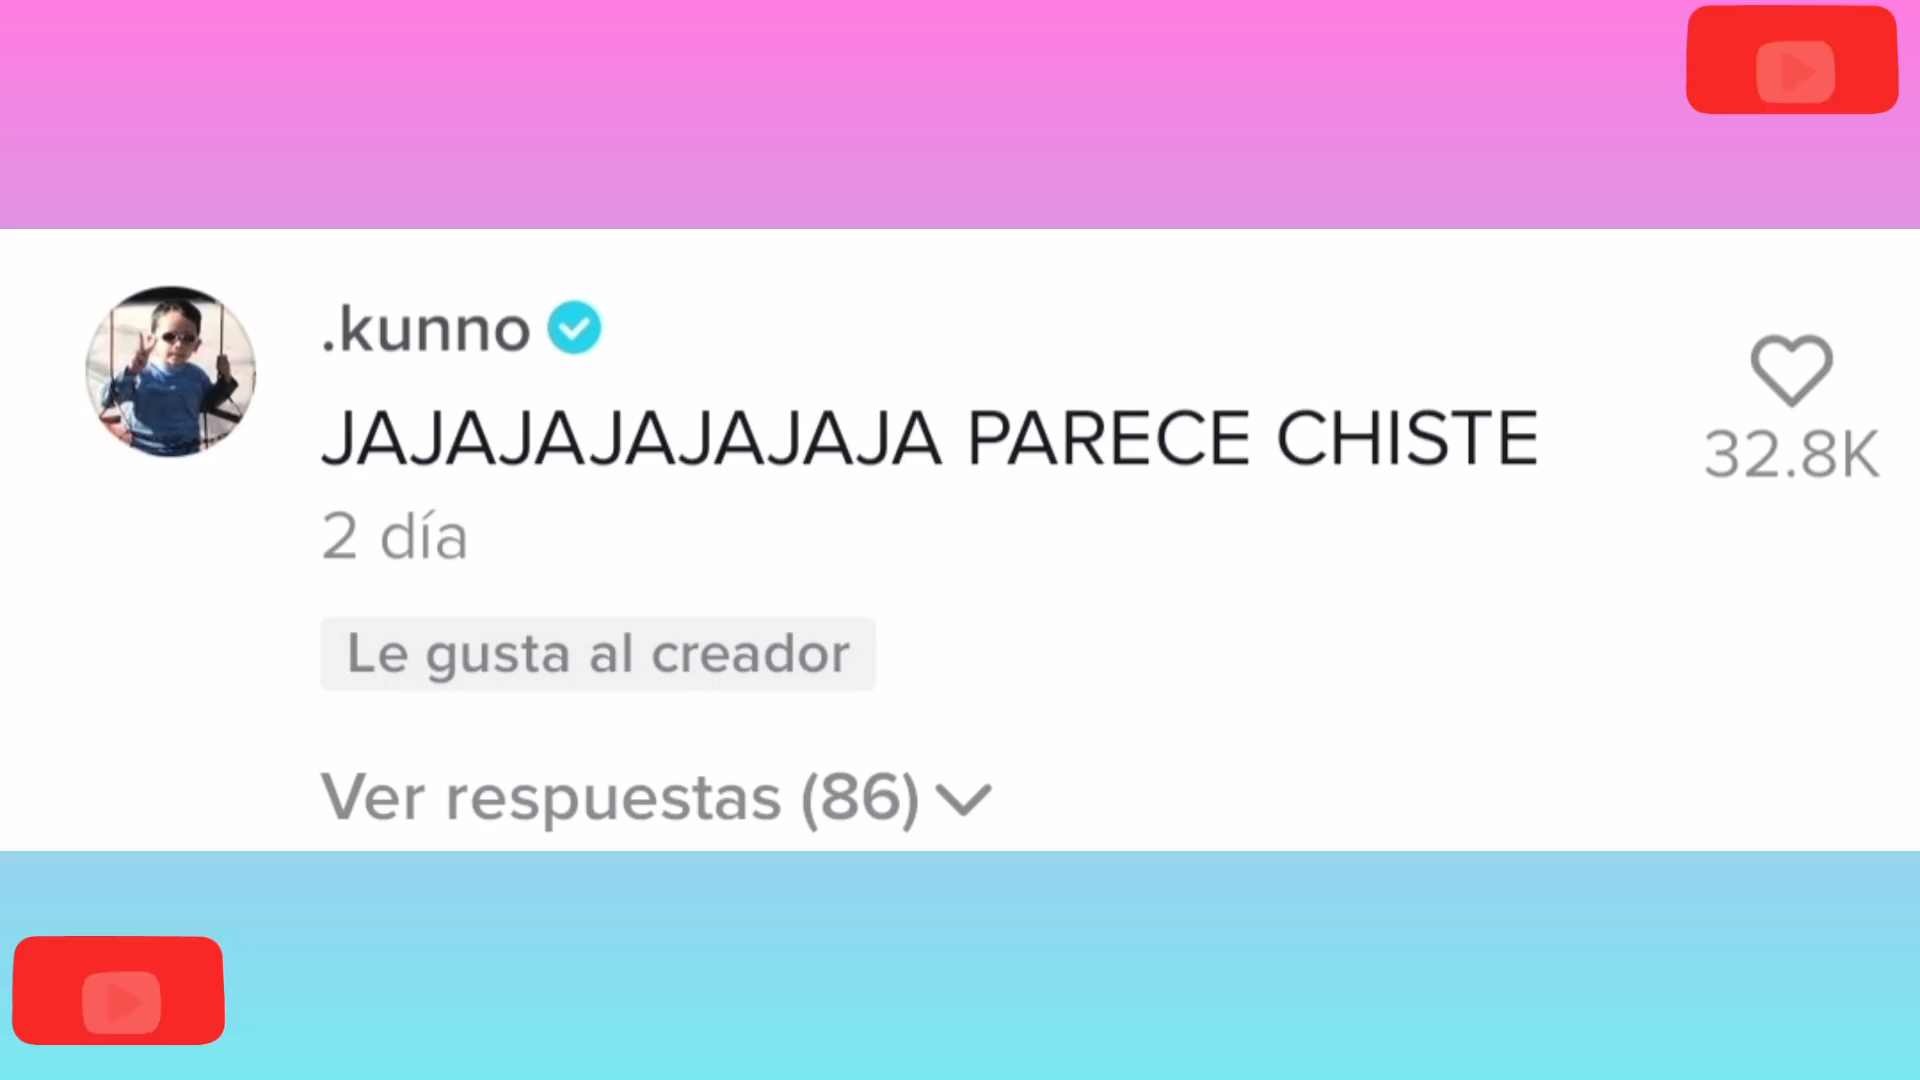 .kunno
JAJAJAJAJAJAJA PARECE CHISTE
32.8K
2 día
Le gusta al creador
Ver respuestas (86)